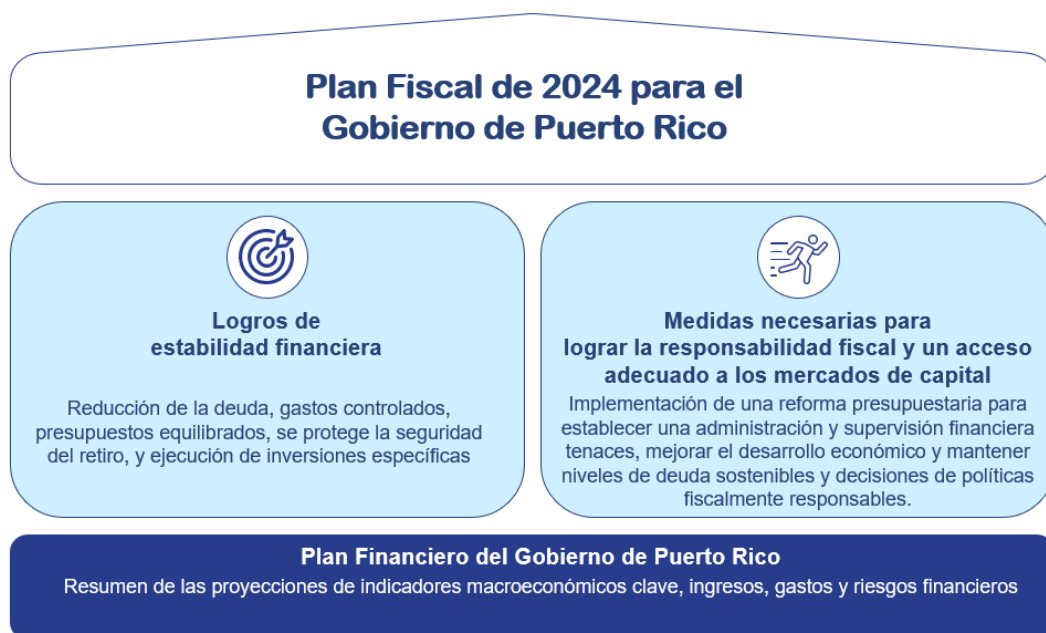 Plan Fiscal de 2024 para el
Gobierno de Puerto Rico
Logros de
estabilidad financiera
Reducción de la deuda, gastos controlados,
presupuestos equilibrados, se protege la seguridad
del retiro, y ejecución de inversiones específicas
Medidas necesarias para
lograr la responsabilidad fiscal y un acceso
adecuado a los mercados de capital
Implementación de una reforma presupuestaria para
establecer una administración y supervisión financiera
tenaces, mejorar el desarrollo económico y mantener
niveles de deuda sostenibles y decisiones de políticas
fiscalmente responsables.
Plan Financiero del Gobierno de Puerto Rico
Resumen de las proyecciones de indicadores macroeconómicos clave, ingresos, gastos y riesgos financieros